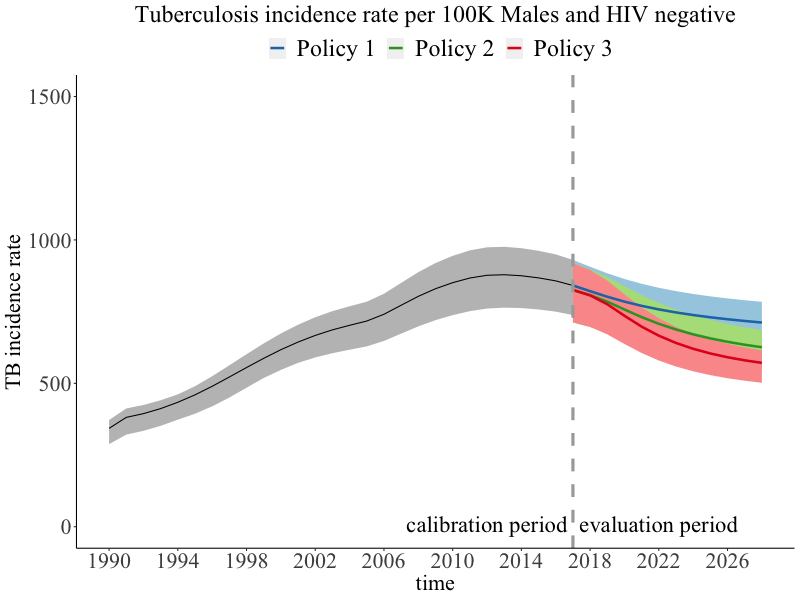 Tuberculosis incidence rate per 100K Males and HIV negative
Policy 1 Policy 2 Policy 3
TB incidence rate
1500
1000
500
0
calibration period evaluation period
1990 1994 1998 2002 2006 2010 2014 2018 2022 2026
time